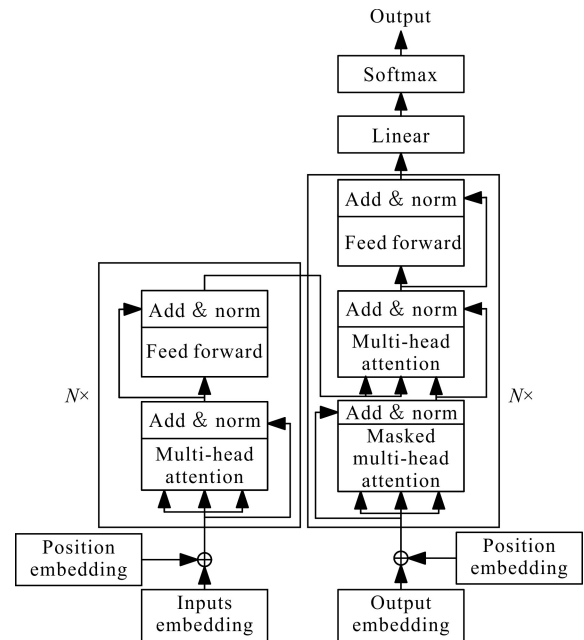 Output
Softmax
Linear
Add & norm
Feed forward
Add & norm
Multi-head
attention
Add & norm
Masked
multi-head
attention
N×
Add & norm
Feed forward
N×
Add & norm
Multi-head
attention
Position
embedding
Inputs
embedding
Position
embedding
Output
embedding